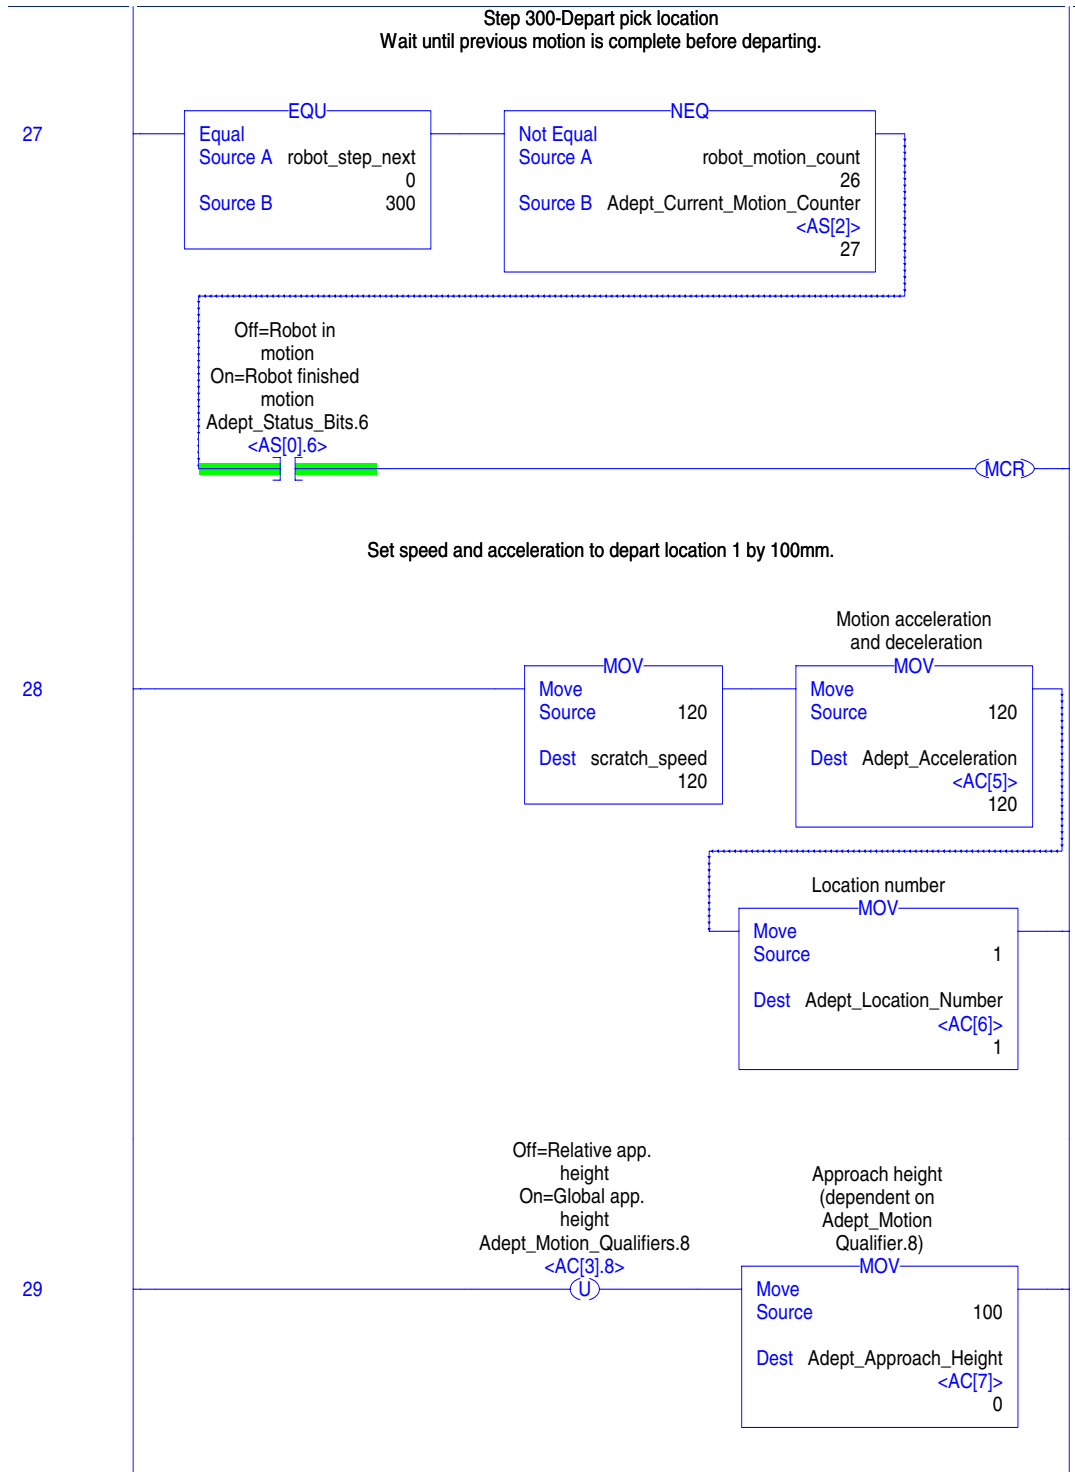 Step 300-Depart pick location
Wait until previous motion is complete before departing.
27
EQU
Equal
Source A robot_step_next
0
Source B 300
NEQ
Not Equal
Source A robot_motion_count
26
Source B Adept_Current_Motion_Counter
<AS[2]>
27
Off=Robot in
motion
On=Robot finished
motion
Adept_Status_Bits.6
<AS[0].6>
MCR
Set speed and acceleration to depart location 1 by 100mm.
28
MOV
Move
Source 120
Dest scratch_speed
120
Motion acceleration
and deceleration
MOV
Move
Source 120
Dest Adept_Acceleration
<AC[5]>
120
Location number
MOV
Move
Source 1
Dest Adept_Location_Number
<AC[6]>
1
29
Off=Relative app.
height
On=Global app.
height
Adept_Motion_Qualifiers.8
<AC[3].8>
U
Approach height
(dependent on
Adept_Motion
Qualifier.8)
MOV
Move
Source 100
Dest Adept_Approach_Height
<AC[7]>
0